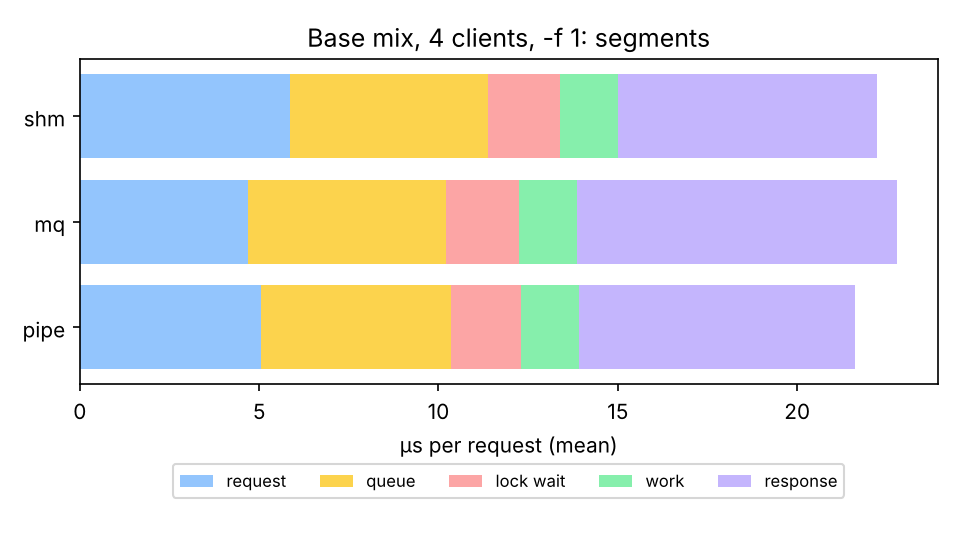 Base mix, 4 clients, -f 1: segments
shm
mq
pipe
0 5 10 15 20
µs per request (mean)
request queue lock wait work response